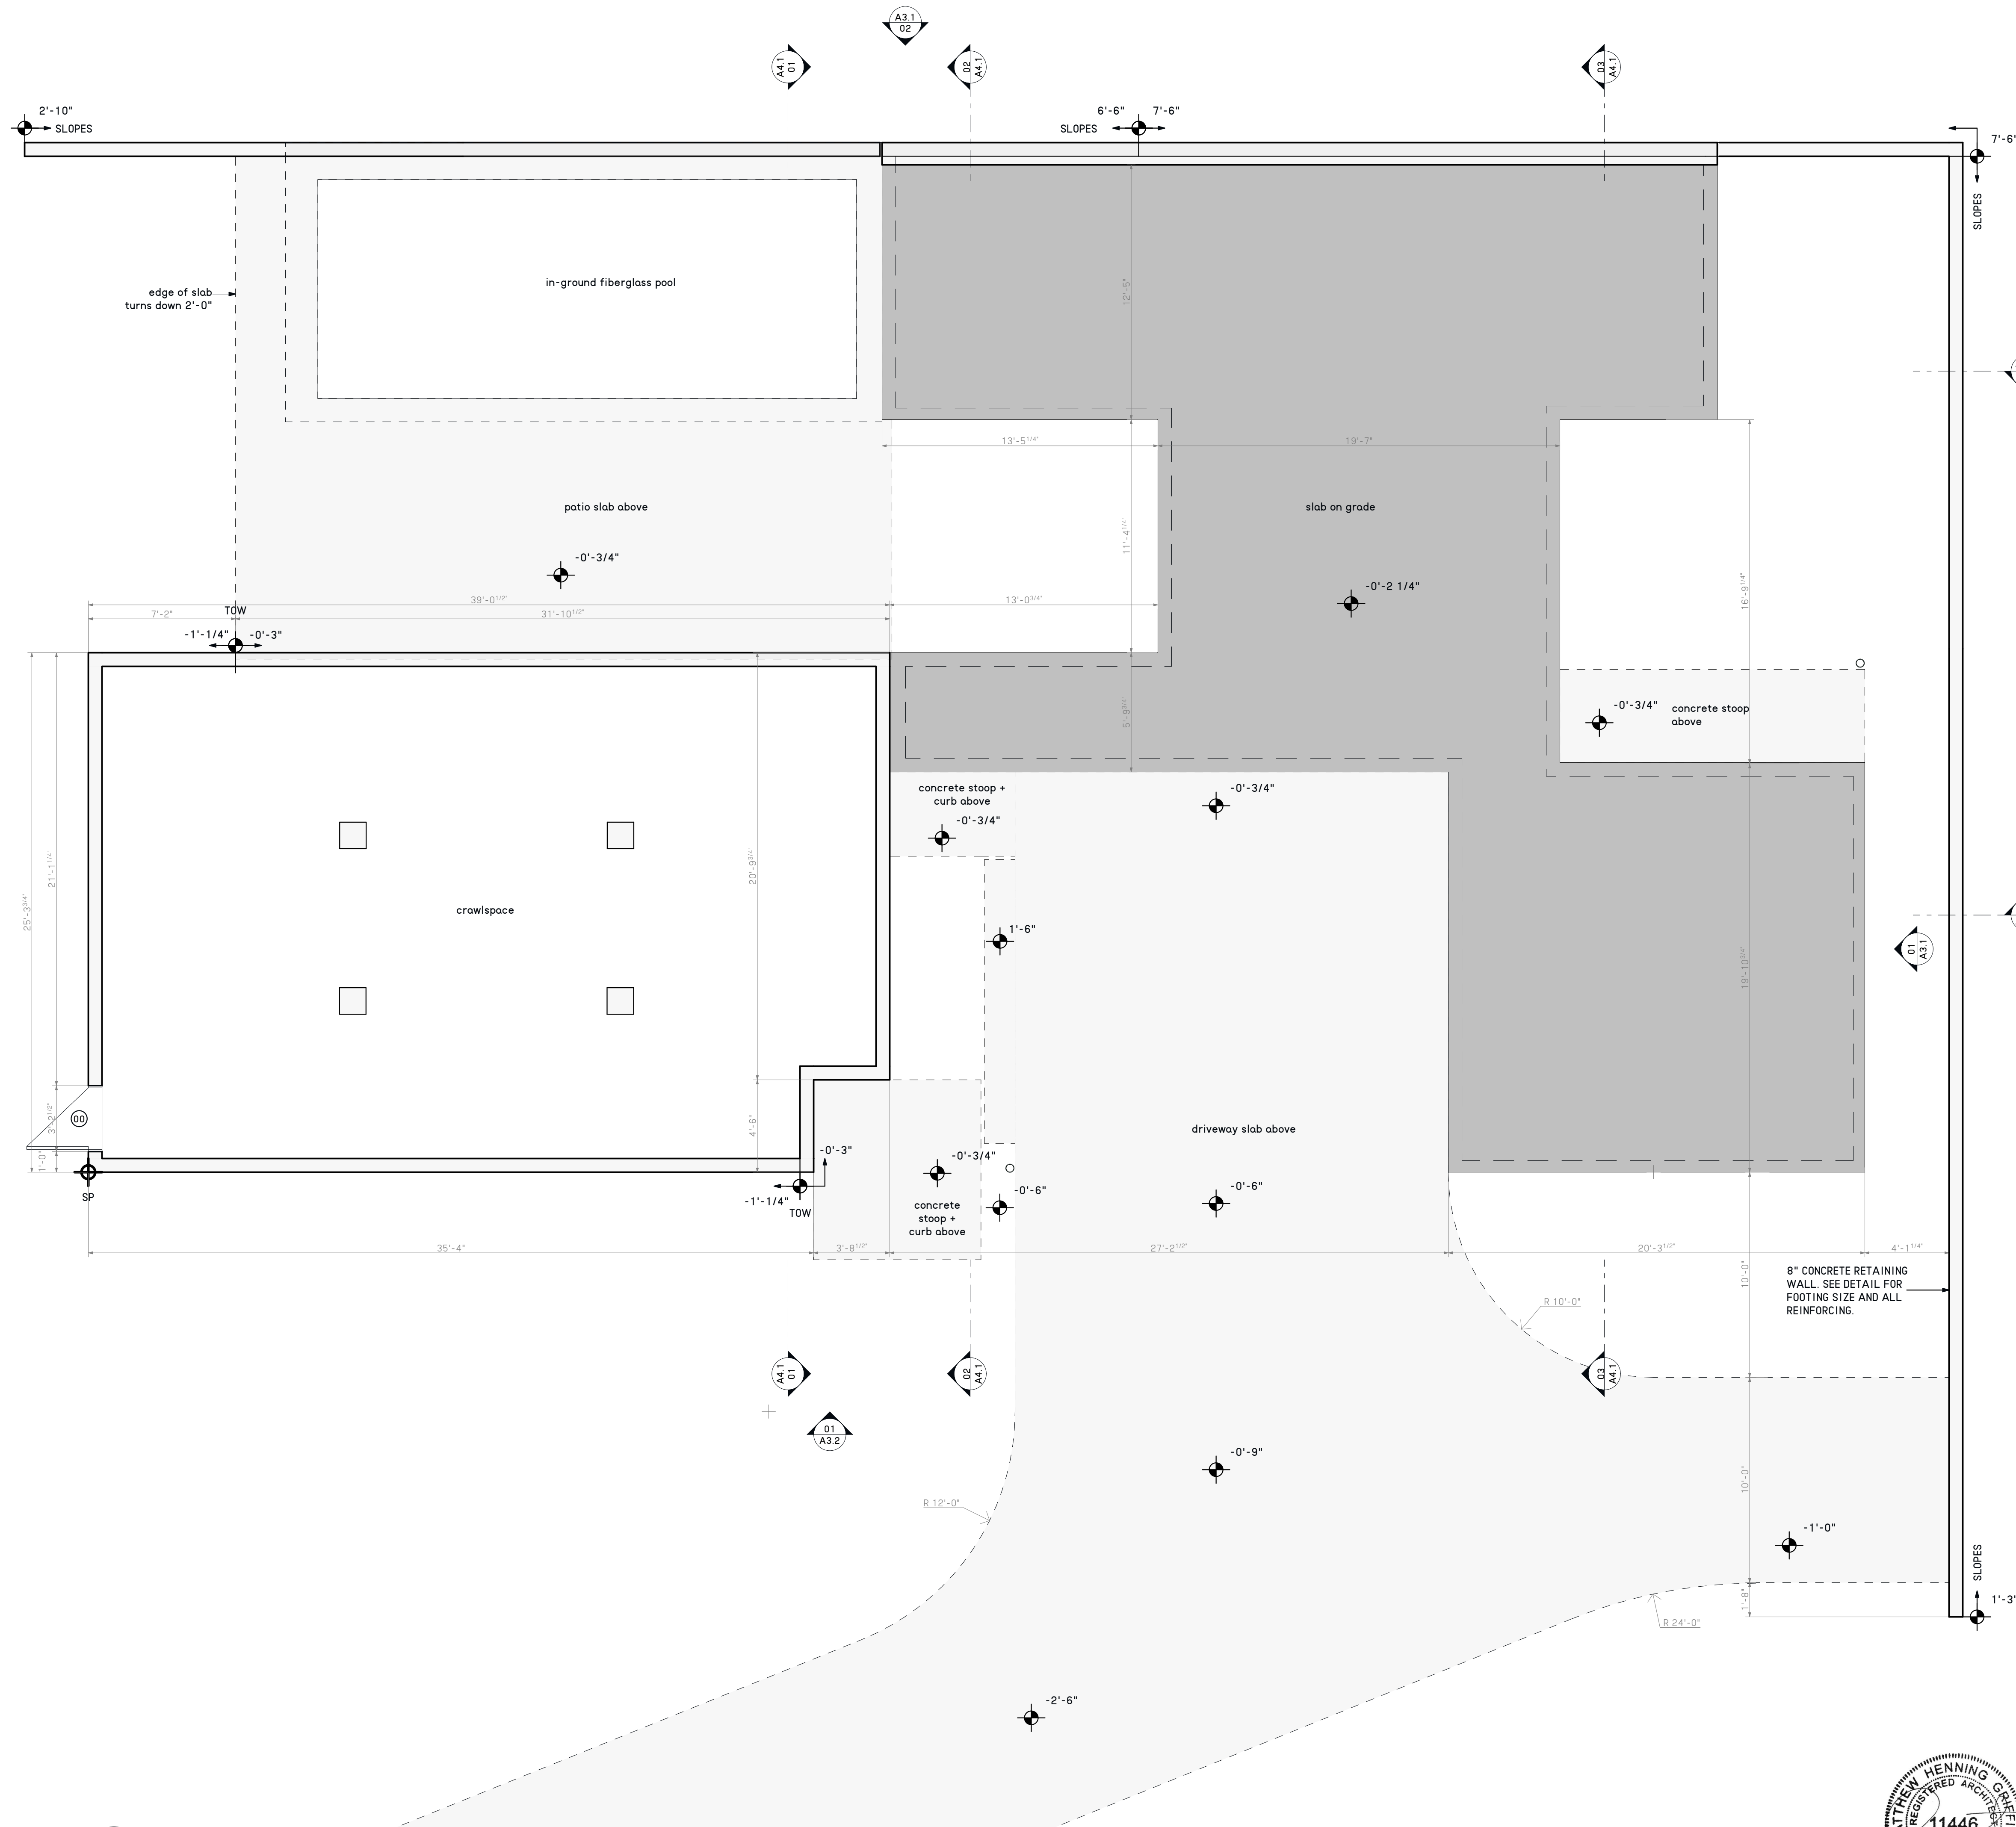 A3.1
02
A4.1
01
02
A4.1
03
A4.1
2'-10"
SLOPES
6'-6"
7'-6"
SLOPES
7'-6"
SLOPES
edge of slab
turns down 2'-0"
in-ground fiberglass pool
12'-5"
13'-5 1/4"
19'-7"
patio slab above
slab on grade
11'-4 1/4"
-0'-3/4"
-0'-2 1/4"
16'-9 1/4"
39'-0 1/2"
13'-0 3/4"
7'-2"
TOW
31'-10 1/2"
-1'-1/4"
-0'-3"
5'-9 3/4"
-0'-3/4"
concrete stoop
above
concrete stoop +
curb above
-0'-3/4"
-0'-3/4"
21'-1 1/4"
25'-3 3/4"
20'-9 3/4"
crawlspace
1'-6"
19'-10 3/4"
01
A3.1
00
3'-2 1/2"
1'-0"
4'-6"
driveway slab above
-0'-3"
-0'-3/4"
SP
-1'-1/4"
TOW
-0'-6"
-0'-6"
concrete
stoop +
curb above
35'-4"
3'-8 1/2"
27'-2 1/2"
20'-3 1/2"
4'-1 1/4"
10'-0"
8" CONCRETE RETAINING
WALL. SEE DETAIL FOR
FOOTING SIZE AND ALL
REINFORCING.
R 10'-0"
A4.1
01
02
A4.1
03
A4.1
01
A3.2
-0'-9"
R 12'-0"
10'-0"
-1'-0"
SLOPES
1'-8"
1'-3"
R 24'-0"
-2'-6"
HENNING
REGISTERED ARCHITECT
11446